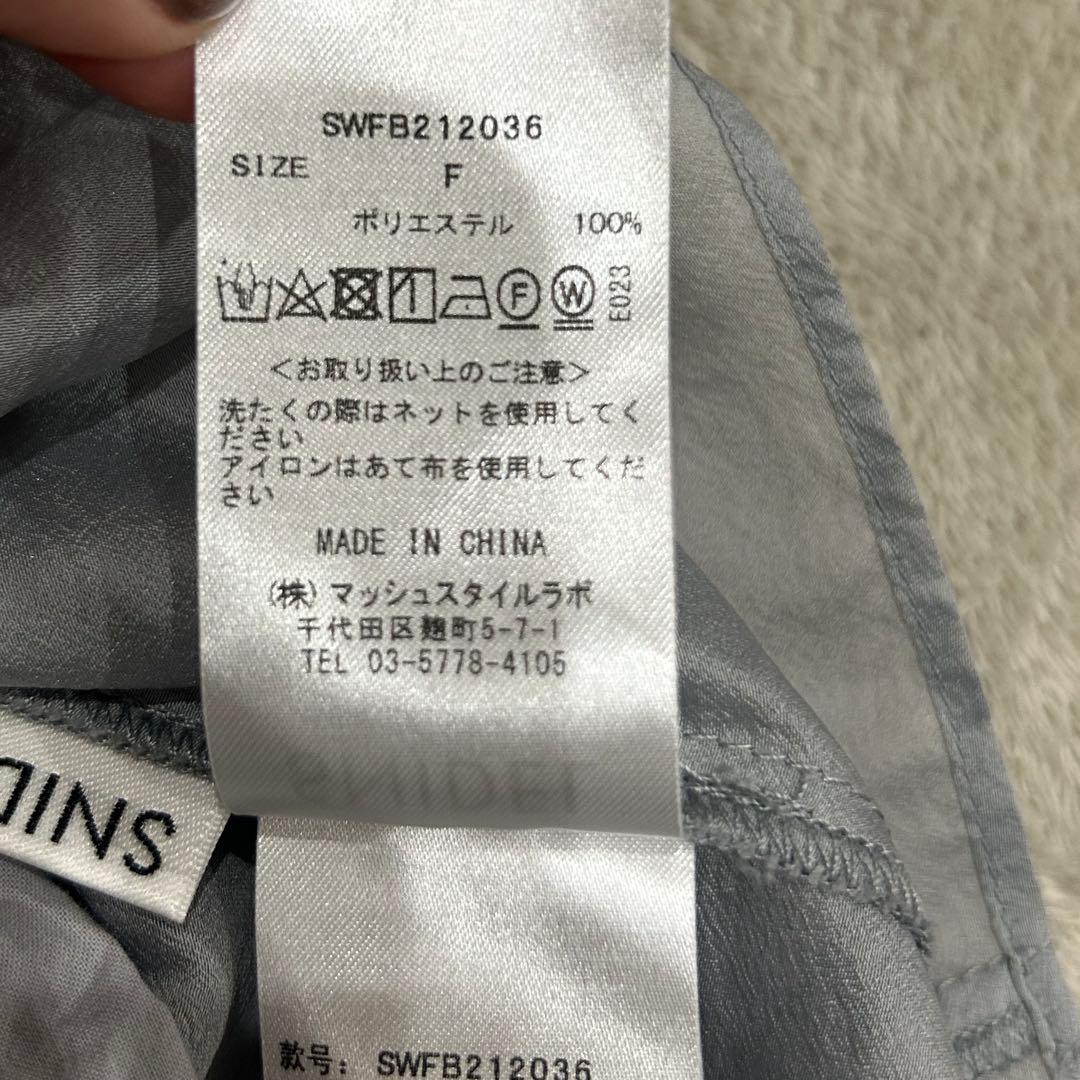 SWFB212036
SIZE F
ポリエステル 100%
F W E023
<お取り扱い上のご注意>
洗たくの際はネットを使用してく
ださい
アイロンはあて布を使用してくだ
さい
MADE IN CHINA
(株)マッシュスタイルラボ
千代田区麹町5-7-1
TEL 03-5778-4105
SNID
款号: SWFB212036